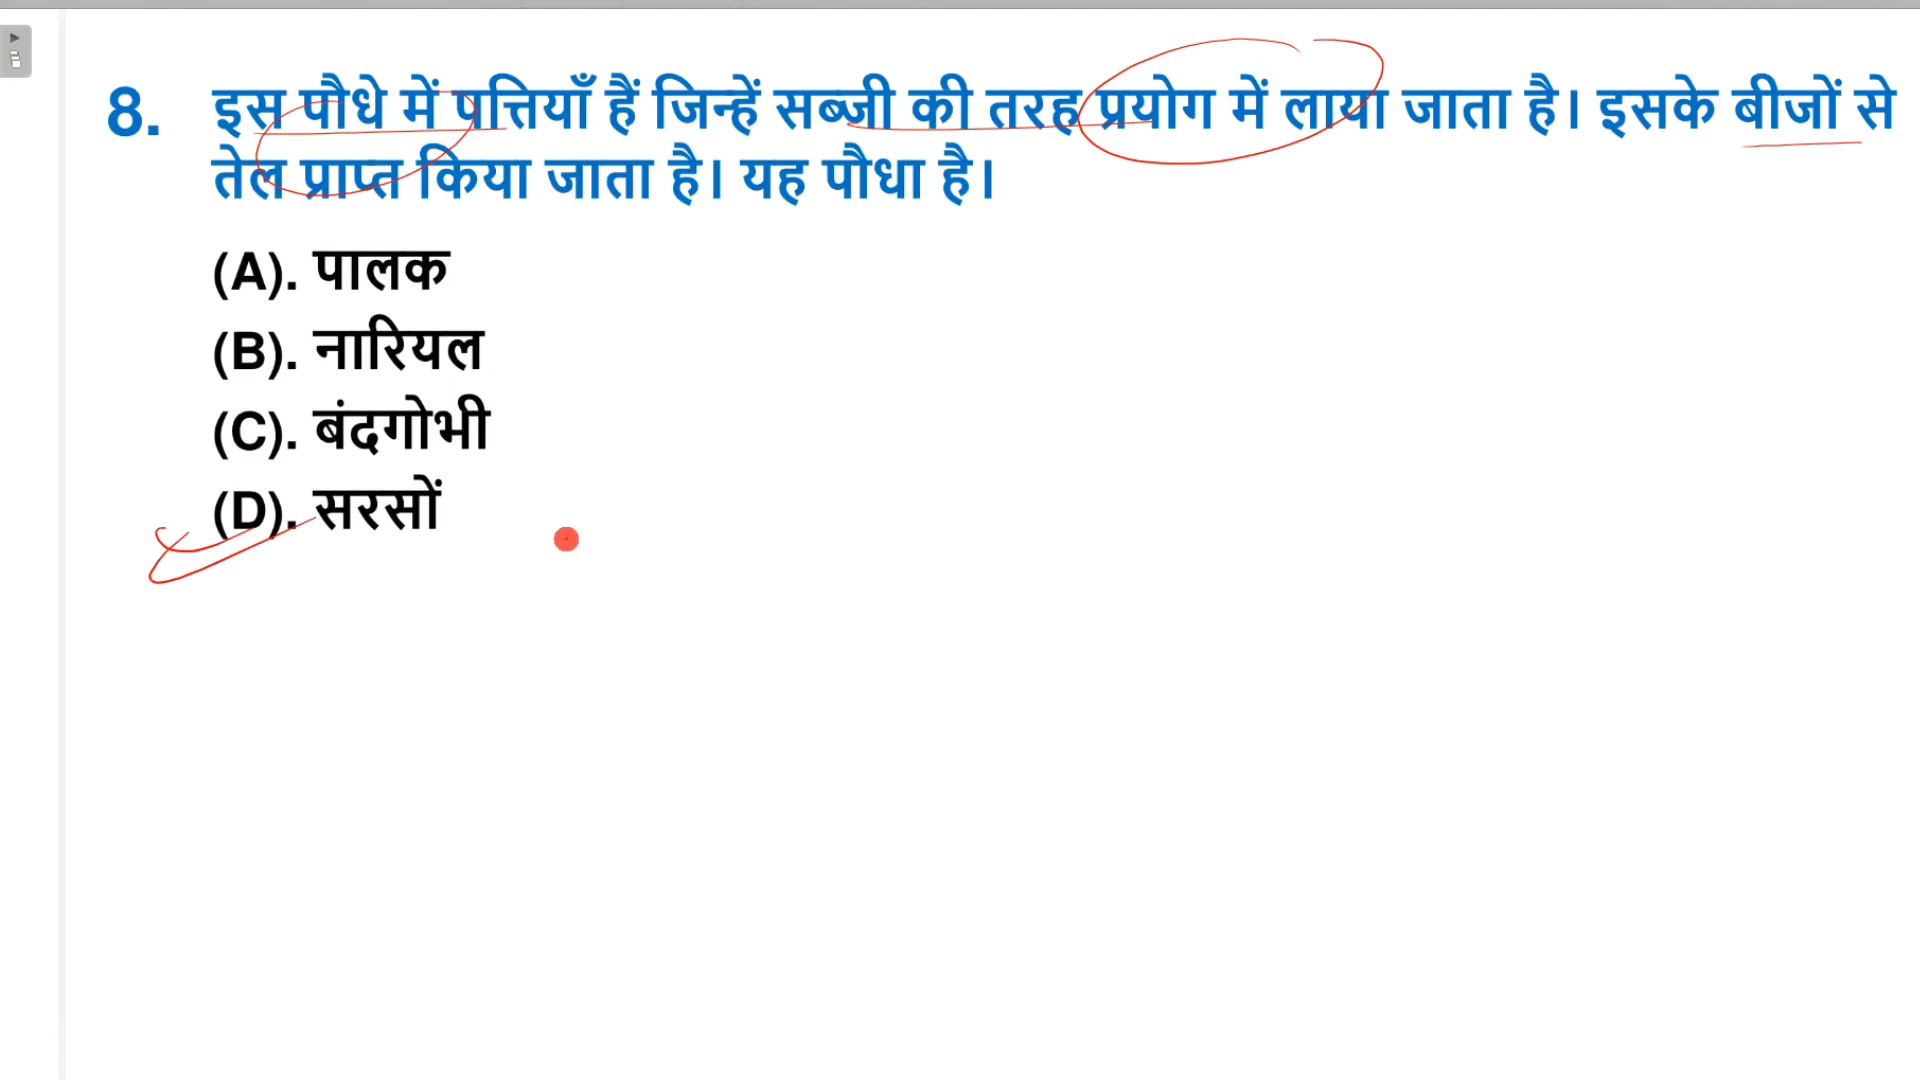 8. इस पौधे में पत्तियाँ हैं जिन्हें सब्जी की तरह प्रयोग में लाया जाता है। इसके बीजों से
तेल प्राप्त किया जाता है। यह पौधा है।
(A). पालक
(B). नारियल
(C). बंदगोभी
(D). सरसों